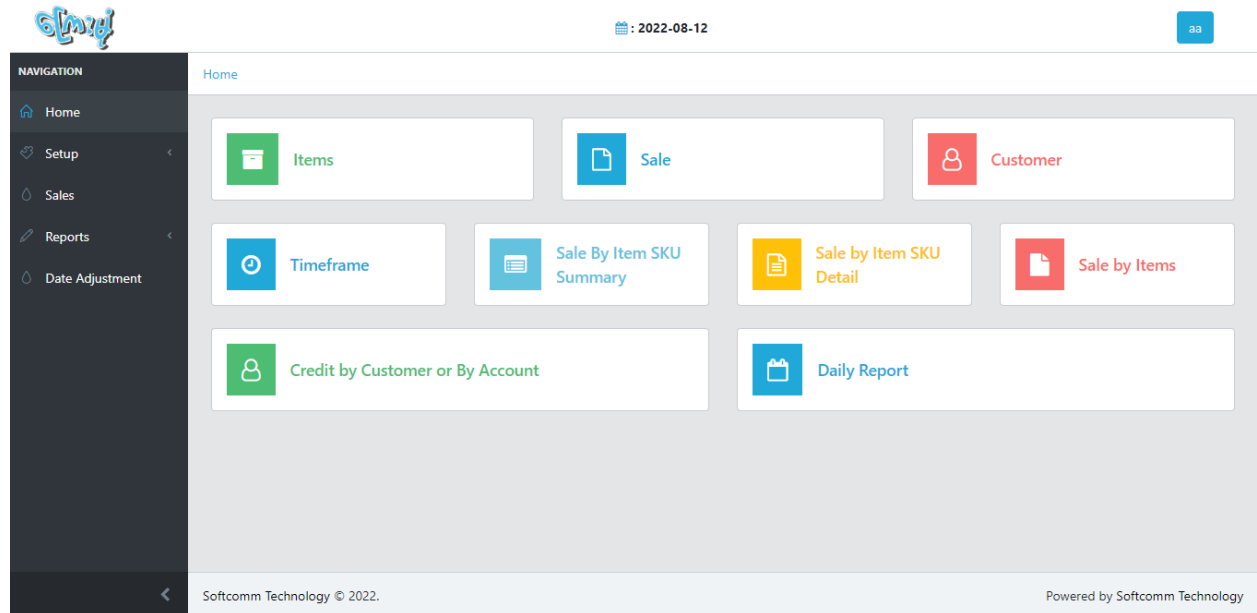 ကြေးမုံ
: 2022-08-12
aa
NAVIGATION
Home
Setup
Sales
Reports
Date Adjustment
Home
Items
Sale
Customer
Timeframe
Sale By Item SKU
Summary
Sale by Item SKU
Detail
Sale by Items
Credit by Customer or By Account
Daily Report
Softcomm Technology © 2022.
Powered by Softcomm Technology